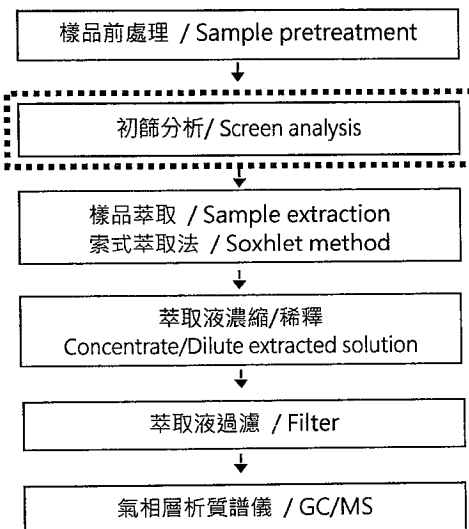 樣品前處理 / Sample pretreatment
初篩分析/ Screen analysis
樣品萃取 / Sample extraction
索式萃取法 / Soxhlet method
萃取液濃縮/稀釋
Concentrate/Dilute extracted solution
萃取液過濾 / Filter
氣相層析質譜儀 / GC/MS